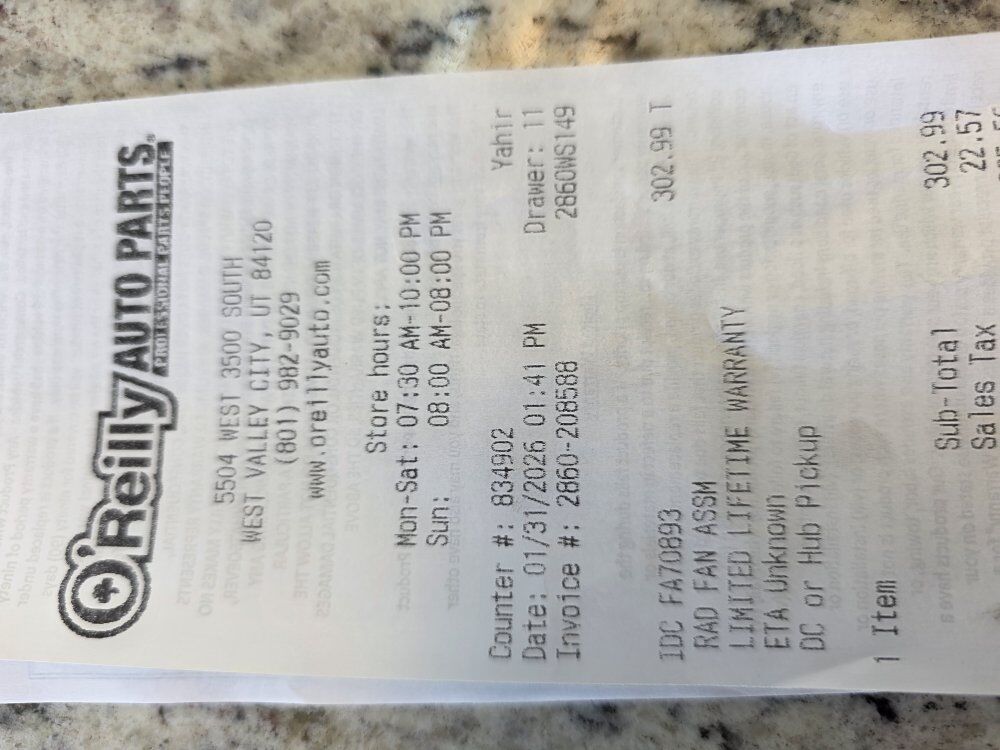 O'Reilly AUTO PARTS®
PROFESSIONAL PARTS PEOPLE
5504 WEST 3500 SOUTH
WEST VALLEY CITY, UT 84120
(801) 982-9029
www.oreillyauto.com
Store hours:
Mon-Sat: 07:30 AM-10:00 PM
Sun: 08:00 AM-08:00 PM
Counter #: 834902 Yahir
Date: 01/31/2026 01:41 PM Drawer: 11
Invoice #: 2860-208588 2860WS149
IDC FA70893 302.99 T
RAD FAN ASSM
LIMITED LIFETIME WARRANTY
ETA Unknown
DC or Hub Pickup
1 Item
Sub-Total 302.99
Sales Tax 22.57